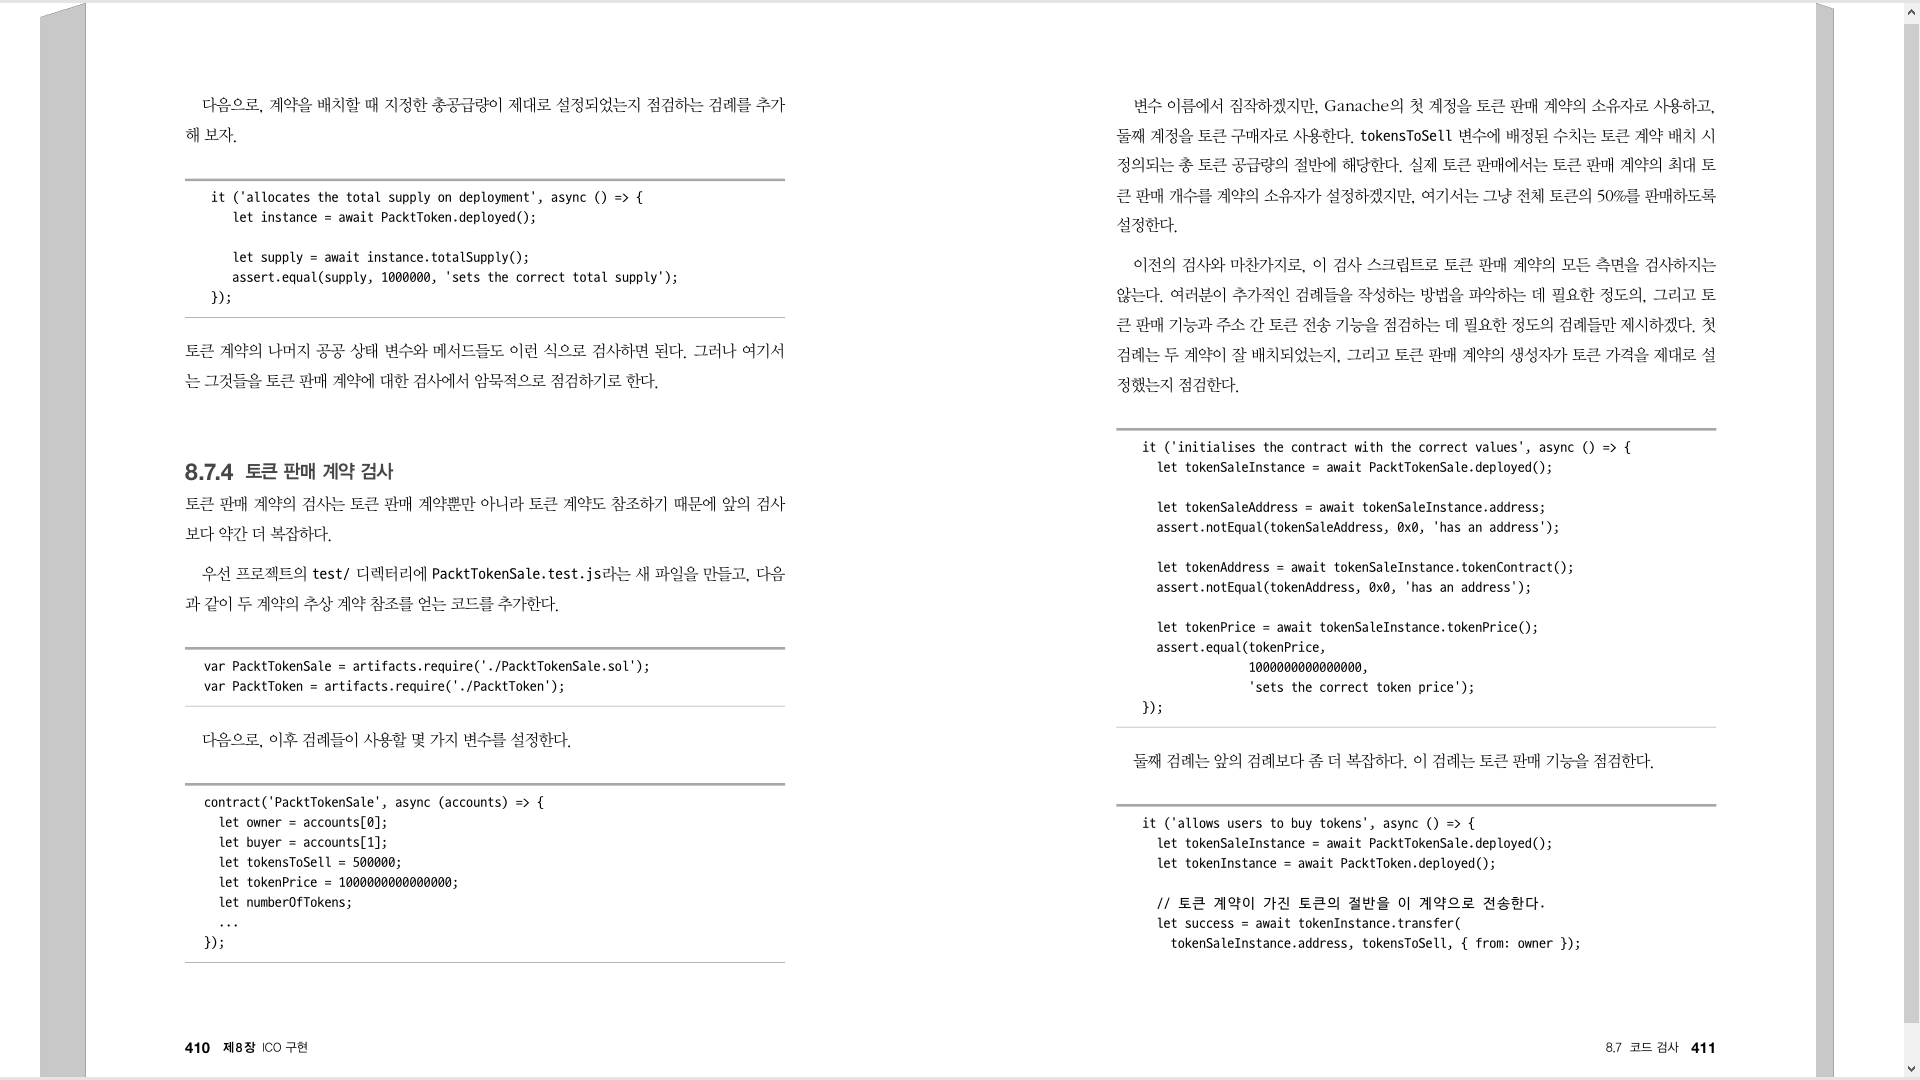 다음으로, 계약을 배치할 때 지정한 총공급량이 제대로 설정되었는지 점검하는 검례를 추가
해 보자.
it ('allocates the total supply on deployment', async () => {
let instance = await PacktToken.deployed();
let supply = await instance.totalSupply();
assert.equal(supply, 1000000, 'sets the correct total supply');
});
토큰 계약의 나머지 공공 상태 변수와 메서드들도 이런 식으로 검사하면 된다. 그러나 여기서
는 그것들을 토큰 판매 계약에 대한 검사에서 암묵적으로 점검하기로 한다.
8.7.4 토큰 판매 계약 검사
토큰 판매 계약의 검사는 토큰 판매 계약뿐만 아니라 토큰 계약도 참조하기 때문에 앞의 검사
보다 약간 더 복잡하다.
우선 프로젝트의 test/ 디렉터리에 PacktTokenSale.test.js라는 새 파일을 만들고, 다음
과 같이 두 계약의 추상 계약 참조를 얻는 코드를 추가한다.
var PacktTokenSale = artifacts.require('./PacktTokenSale.sol');
var PacktToken = artifacts.require('./PacktToken');
다음으로, 이후 검례들이 사용할 몇 가지 변수를 설정한다.
contract('PacktTokenSale', async (accounts) => {
let owner = accounts[0];
let buyer = accounts[1];
let tokensToSell = 500000;
let tokenPrice = 1000000000000000;
let numberOfTokens;
...
});
410 제8장 ICO 구현
변수 이름에서 짐작하겠지만, Ganache의 첫 계정을 토큰 판매 계약의 소유자로 사용하고,
둘째 계정을 토큰 구매자로 사용한다. tokensToSell 변수에 배정된 수치는 토큰 계약 배치 시
정의되는 총 토큰 공급량의 절반에 해당한다. 실제 토큰 판매에서는 토큰 판매 계약의 최대 토
큰 판매 개수를 계약의 소유자가 설정하겠지만, 여기서는 그냥 전체 토큰의 50%를 판매하도록
설정한다.
이전의 검사와 마찬가지로, 이 검사 스크립트로 토큰 판매 계약의 모든 측면을 검사하지는
않는다. 여러분이 추가적인 검례들을 작성하는 방법을 파악하는 데 필요한 정도의, 그리고 토
큰 판매 기능과 주소 간 토큰 전송 기능을 점검하는 데 필요한 정도의 검례들만 제시하겠다. 첫
검례는 두 계약이 잘 배치되었는지, 그리고 토큰 판매 계약의 생성자가 토큰 가격을 제대로 설
정했는지 점검한다.
it ('initialises the contract with the correct values', async () => {
let tokenSaleInstance = await PacktTokenSale.deployed();
let tokenSaleAddress = await tokenSaleInstance.address;
assert.notEqual(tokenSaleAddress, 0x0, 'has an address');
let tokenAddress = await tokenSaleInstance.tokenContract();
assert.notEqual(tokenAddress, 0x0, 'has an address');
let tokenPrice = await tokenSaleInstance.tokenPrice();
assert.equal(tokenPrice,
1000000000000000,
'sets the correct token price');
});
둘째 검례는 앞의 검례보다 좀 더 복잡하다. 이 검례는 토큰 판매 기능을 점검한다.
it ('allows users to buy tokens', async () => {
let tokenSaleInstance = await PacktTokenSale.deployed();
let tokenInstance = await PacktToken.deployed();
// 토큰 계약이 가진 토큰의 절반을 이 계약으로 전송한다.
let success = await tokenInstance.transfer(
tokenSaleInstance.address, tokensToSell, { from: owner });
8.7 코드 검사 411